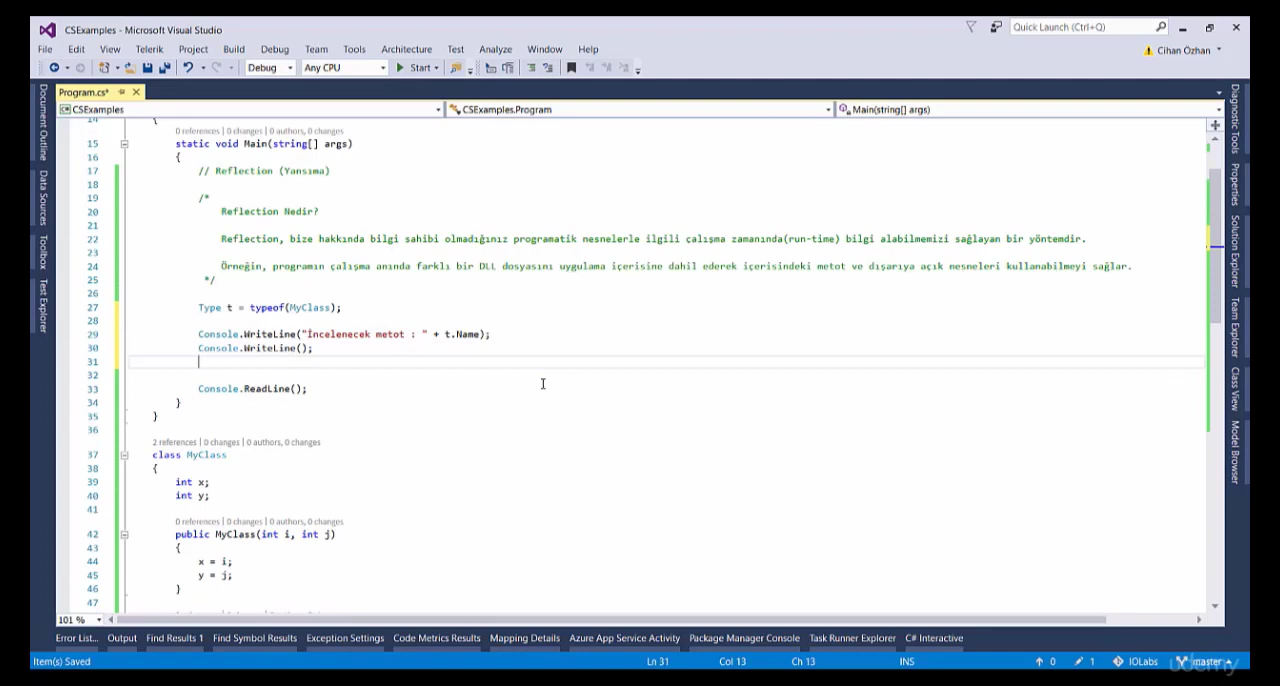 CSExamples - Microsoft Visual Studio
Quick Launch (Ctrl+Q)
File Edit View Telerik Project Build Debug Team Tools Architecture Test Analyze Window Help
Cihan Özhan
Debug Any CPU Start
Program.cs*
CSExamples CSExamples.Program Main(string[] args)
14 {
0 references | 0 changes | 0 authors, 0 changes
15 static void Main(string[] args)
16 {
17 // Reflection (Yansıma)
18
19 /*
20 Reflection Nedir?
21
22 Reflection, bize hakkında bilgi sahibi olmadığınız programatik nesnelerle ilgili çalışma zamanında(run-time) bilgi alabilmemizi sağlayan bir yöntemdir.
23
24 Örneğin, programın çalışma anında farklı bir DLL dosyasını uygulama içerisine dahil ederek içerisindeki metot ve dışarıya açık nesneleri kullanabilmeyi sağlar.
25 */
26
27 Type t = typeof(MyClass);
28
29 Console.WriteLine("İncelenecek metot : " + t.Name);
30 Console.WriteLine();
31
32
33 Console.ReadLine();
34 }
35 }
36
2 references | 0 changes | 0 authors, 0 changes
37 class MyClass
38 {
39 int x;
40 int y;
41
0 references | 0 changes | 0 authors, 0 changes
42 public MyClass(int i, int j)
43 {
44 x = i;
45 y = j;
46 }
47
101 %
Document Outline
Data Sources
Toolbox
Test Explorer
Diagnostic Tools
Properties
Solution Explorer
Team Explorer
Class View
Model Browser
Error List... Output Find Results 1 Find Symbol Results Exception Settings Code Metrics Results Mapping Details Azure App Service Activity Package Manager Console Task Runner Explorer C# Interactive
Item(s) Saved Ln 31 Col 13 Ch 13 INS 0 1 IOLabs master
udemy